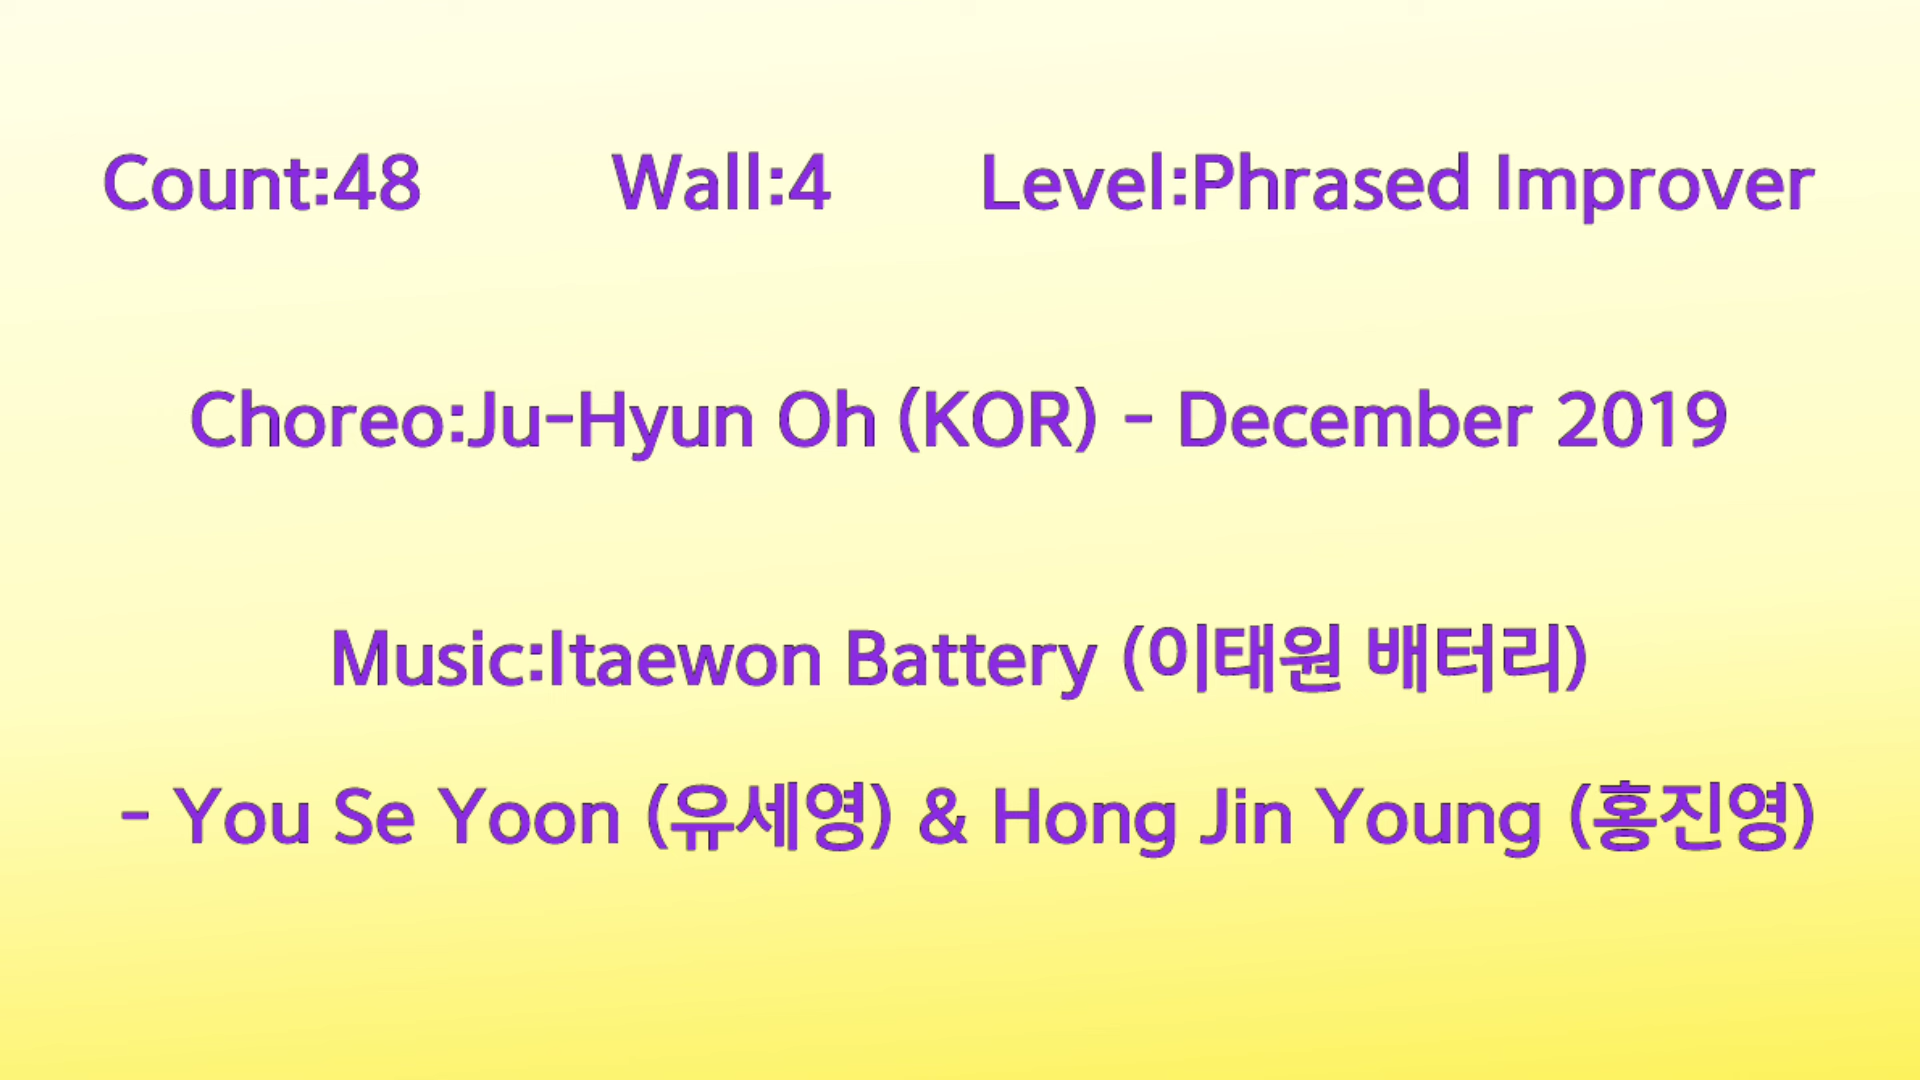 Count:48 Wall:4 Level:Phrased Improver
Choreo:Ju-Hyun Oh (KOR) - December 2019
Music:Itaewon Battery (이태원 배터리)
- You Se Yoon (유세영) & Hong Jin Young (홍진영)